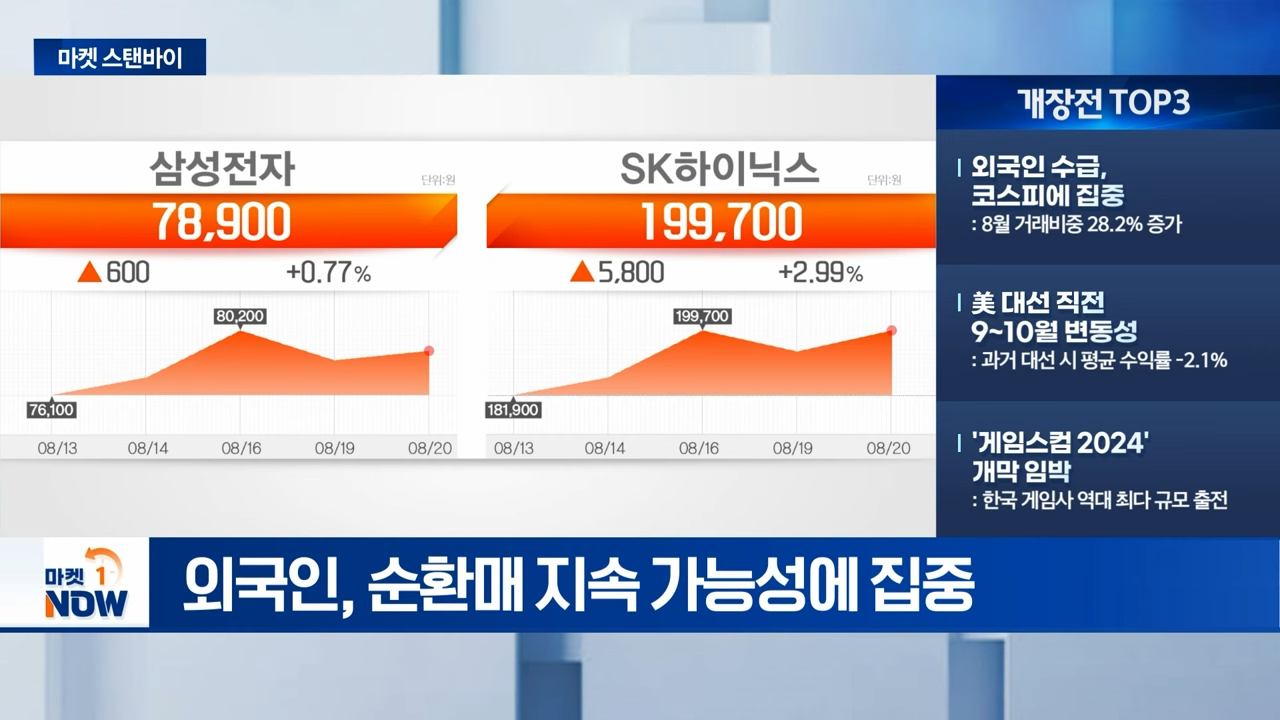 마켓 스탠바이
삼성전자
단위:원
78,900
▲600 +0.77%
80,200
76,100
08/13 08/14 08/16 08/19 08/20
SK하이닉스
단위:원
199,700
▲5,800 +2.99%
199,700
181,900
08/13 08/14 08/16 08/19 08/20
개장전 TOP3
외국인 수급,
코스피에 집중
: 8월 거래비중 28.2% 증가
美 대선 직전
9~10월 변동성
: 과거 대선 시 평균 수익률 -2.1%
'게임스컴 2024'
개막 임박
: 한국 게임사 역대 최다 규모 출전
마켓 1
NOW
외국인, 순환매 지속 가능성에 집중